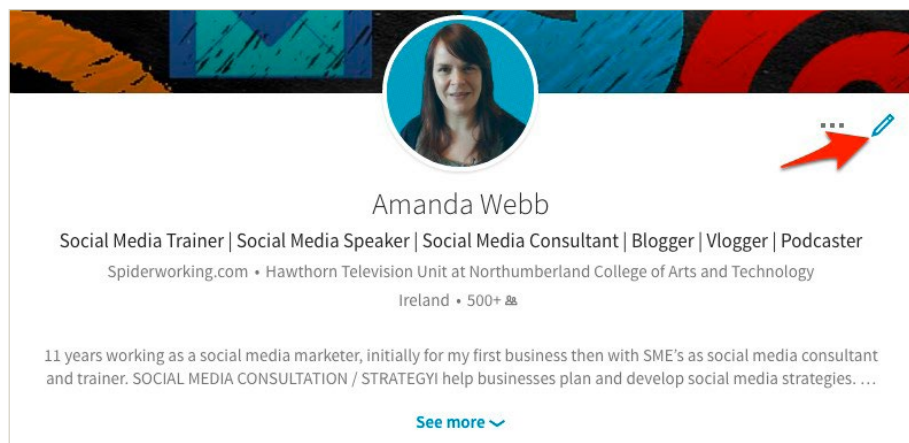 Amanda Webb
Social Media Trainer | Social Media Speaker | Social Media Consultant | Blogger | Vlogger | Podcaster
Spiderworking.com • Hawthorn Television Unit at Northumberland College of Arts and Technology
Ireland • 500+
11 years working as a social media marketer, initially for my first business then with SME's as social media consultant
and trainer. SOCIAL MEDIA CONSULTATION / STRATEGYI help businesses plan and develop social media strategies. …
See more